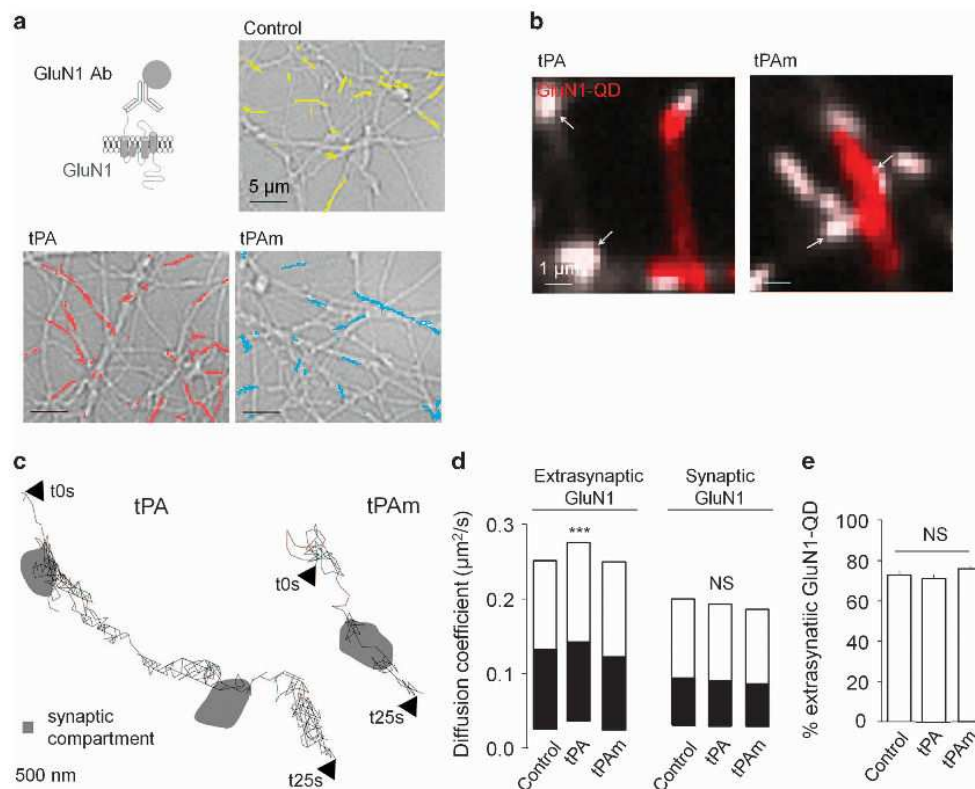 a
Control
GluN1 Ab
GluN1
5 µm
tPA
tPAm
b
tPA
tPAm
GluN1-QD
1 µm
c
t0s
tPA
tPAm
t0s
t25s
synaptic
compartment
500 nm
t25s
d
Extrasynaptic
GluN1
Synaptic
GluN1
Diffusion coefficient (µm²/s)
0.3
0.2
0.1
0.0
***
NS
Control
tPA
tPAm
Control
tPA
tPAm
e
% extrasynatiic GluN1-QD
100
80
60
40
20
0
NS
Control
tPA
tPAm